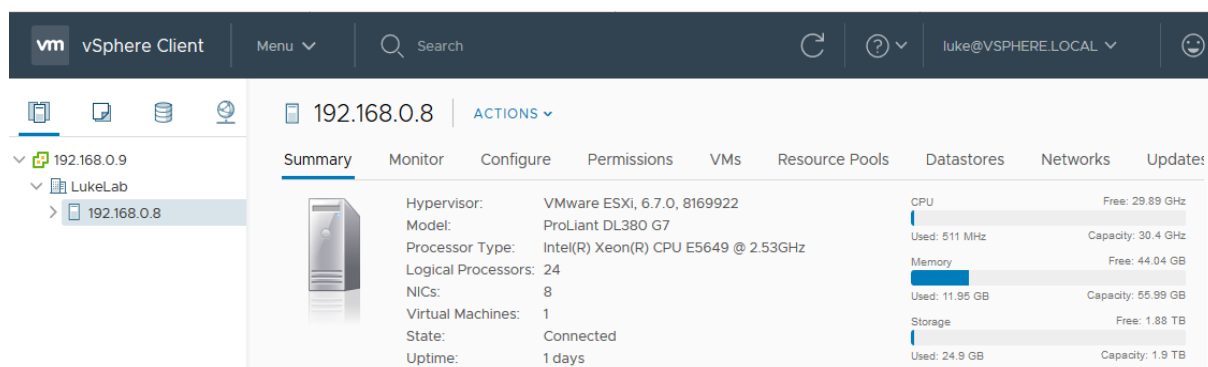 vm vSphere Client Menu Search luke@VSPHERE.LOCAL
192.168.0.9
LukeLab
192.168.0.8
192.168.0.8 ACTIONS
Summary Monitor Configure Permissions VMs Resource Pools Datastores Networks Updates
Hypervisor: VMware ESXi, 6.7.0, 8169922
Model: ProLiant DL380 G7
Processor Type: Intel(R) Xeon(R) CPU E5649 @ 2.53GHz
Logical Processors: 24
NICs: 8
Virtual Machines: 1
State: Connected
Uptime: 1 days
CPU Free: 29.89 GHz
Used: 511 MHz Capacity: 30.4 GHz
Memory Free: 44.04 GB
Used: 11.95 GB Capacity: 55.99 GB
Storage Free: 1.88 TB
Used: 24.9 GB Capacity: 1.9 TB